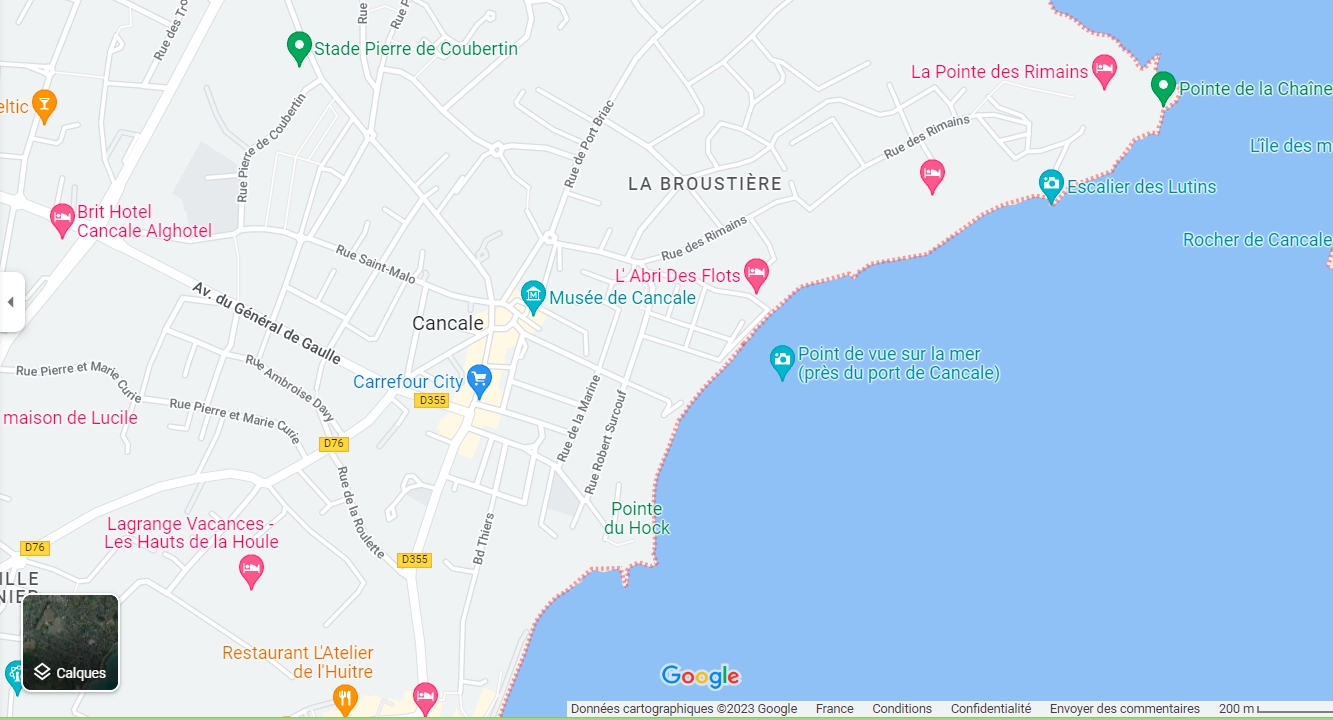 Rue des Tro
Rue
Rue
Stade Pierre de Coubertin
eltic
La Pointe des Rimains
Pointe de la Chaîne
Rue Pierre de Coubertin
Rue de Port Briac
Rue des Rimains
L'île des m
LA BROUSTIÈRE
Escalier des Lutins
Brit Hotel
Cancale Alghotel
Rue Saint-Malo
Rue des Rimains
Rocher de Cancale
L' Abri Des Flots
Musée de Cancale
Av. du Général de Gaulle
Cancale
Point de vue sur la mer
(près du port de Cancale)
Rue Pierre et Marie Curie
Rue Ambroise Davy
Carrefour City
D355
maison de Lucile
Rue Pierre et Marie Curie
D76
Rue de la Marine
Rue Robert Surcouf
Rue de la Roulette
Pointe
du Hock
Lagrange Vacances -
Les Hauts de la Houle
Bd Thiers
D76
D355
ILLE
NIER
Calques
Restaurant L'Atelier
de l'Huitre
Google
Données cartographiques ©2023 Google France Conditions Confidentialité Envoyer des commentaires 200 m